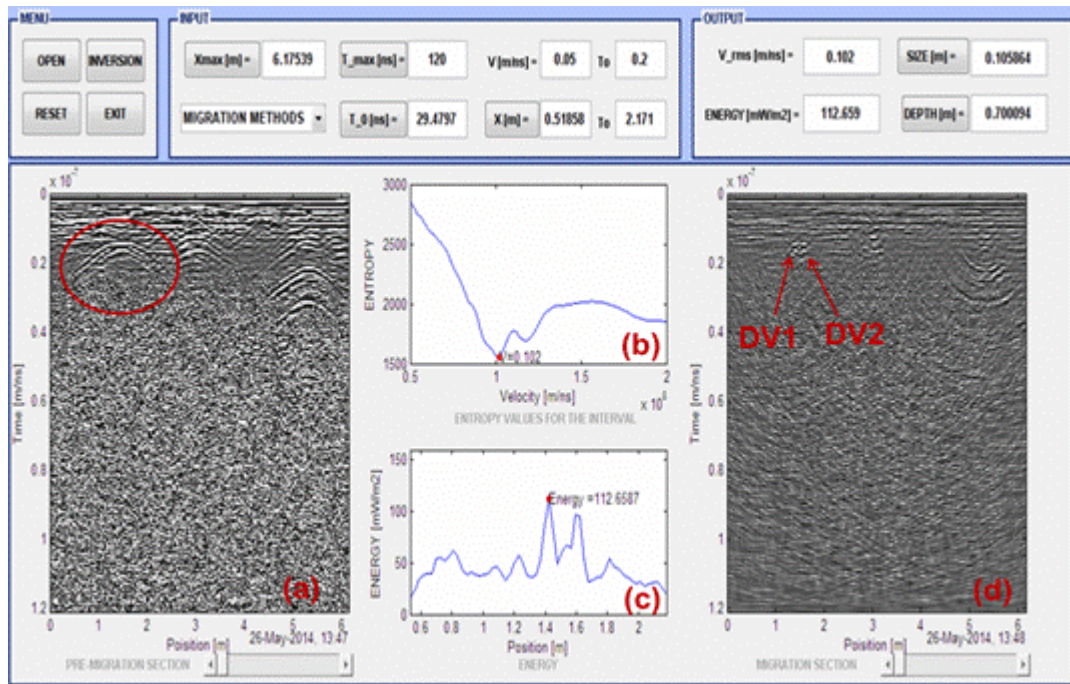 MENU
OPEN
INVERSION
RESET
EXIT
INPUT
Xmax [m] =
6.17539
T_max [ns] =
120
V [m/ns] =
0.05
To
0.2
MIGRATION METHODS
T_0 [ns] =
29.4797
X [m] =
0.51858
To
2.171
OUTPUT
V_rms [m/ns] =
0.102
SIZE [m] =
0.105864
ENERGY [mW/m2] =
112.659
DEPTH [m] =
0.700094
x 10⁻⁷
0
0.2
0.4
0.6
0.8
1
1.2
Time [m/ns]
(a)
0 1 2 3 4 5 6
Poisition [m]
26-May-2014, 13:47
PRE-MIGRATION SECTION
3000
2500
2000
1500
ENTROPY
(b)
V=0.102
0.5 1 1.5 2
Velocity [m/ns]
x 10⁸
ENTROPY VALUES FOR THE INTERVAL
150
100
50
0
ENERGY [mW/m2]
Energy =112.6587
(c)
0.6 0.8 1 1.2 1.4 1.6 1.8 2
Position [m]
ENERGY
x 10⁻⁷
0
0.2
0.4
0.6
0.8
1
1.2
Time [m/ns]
DV1
DV2
(d)
0 1 2 3 4 5 6
Poisition [m]
26-May-2014, 13:48
MIGRATION SECTION